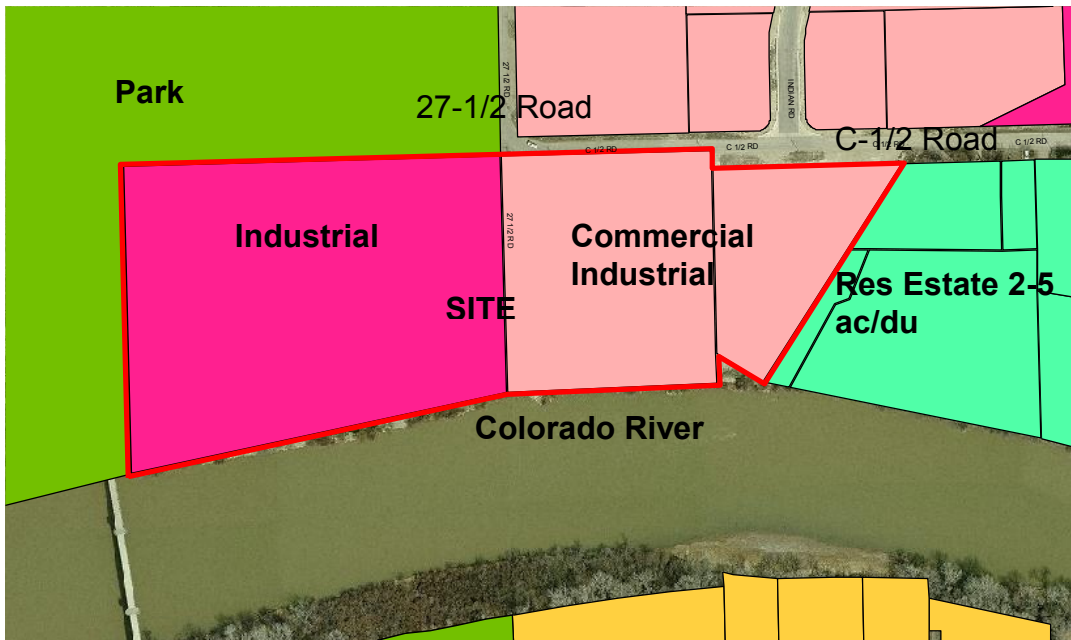 27 1/2 RD
INDIAN RD
Park
27-1/2 Road
C-1/2 Road
C 1/2 RD
C 1/2 RD
C 1/2 RD
C 1/2 RD
27 1/2 RD
Industrial
Commercial
Industrial
SITE
Res Estate 2-5
ac/du
Colorado River